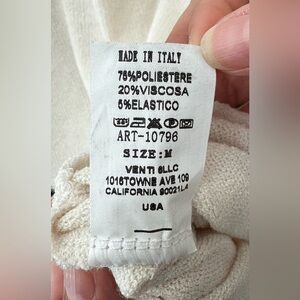 MADE IN ITALY
75%POLIESTERE
20%VISCOSA
5%ELASTICO
ART-10796
SIZE:M
VENTI 6LLC
1016TOWNE AVE 109
CALIFORNIA 90021LA
USA